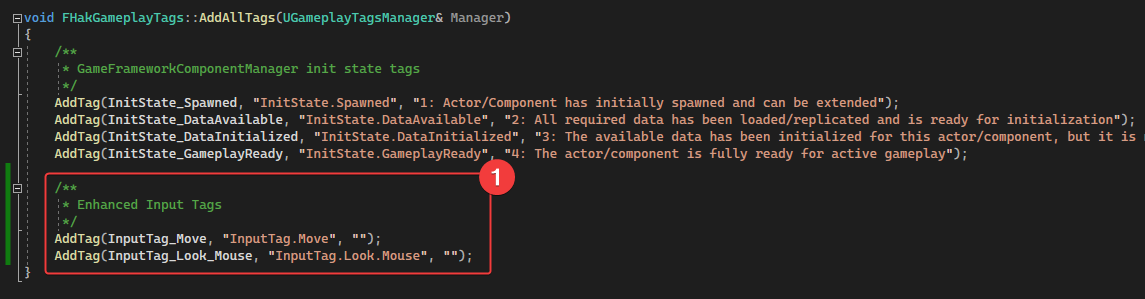 void FHakGameplayTags::AddAllTags(UGameplayTagsManager& Manager)
{
/**
* GameFrameworkComponentManager init state tags
*/
AddTag(InitState_Spawned, "InitState.Spawned", "1: Actor/Component has initially spawned and can be extended");
AddTag(InitState_DataAvailable, "InitState.DataAvailable", "2: All required data has been loaded/replicated and is ready for initialization");
AddTag(InitState_DataInitialized, "InitState.DataInitialized", "3: The available data has been initialized for this actor/component, but it is
AddTag(InitState_GameplayReady, "InitState.GameplayReady", "4: The actor/component is fully ready for active gameplay");
1
/**
* Enhanced Input Tags
*/
AddTag(InputTag_Move, "InputTag.Move", "");
AddTag(InputTag_Look_Mouse, "InputTag.Look.Mouse", "");
}